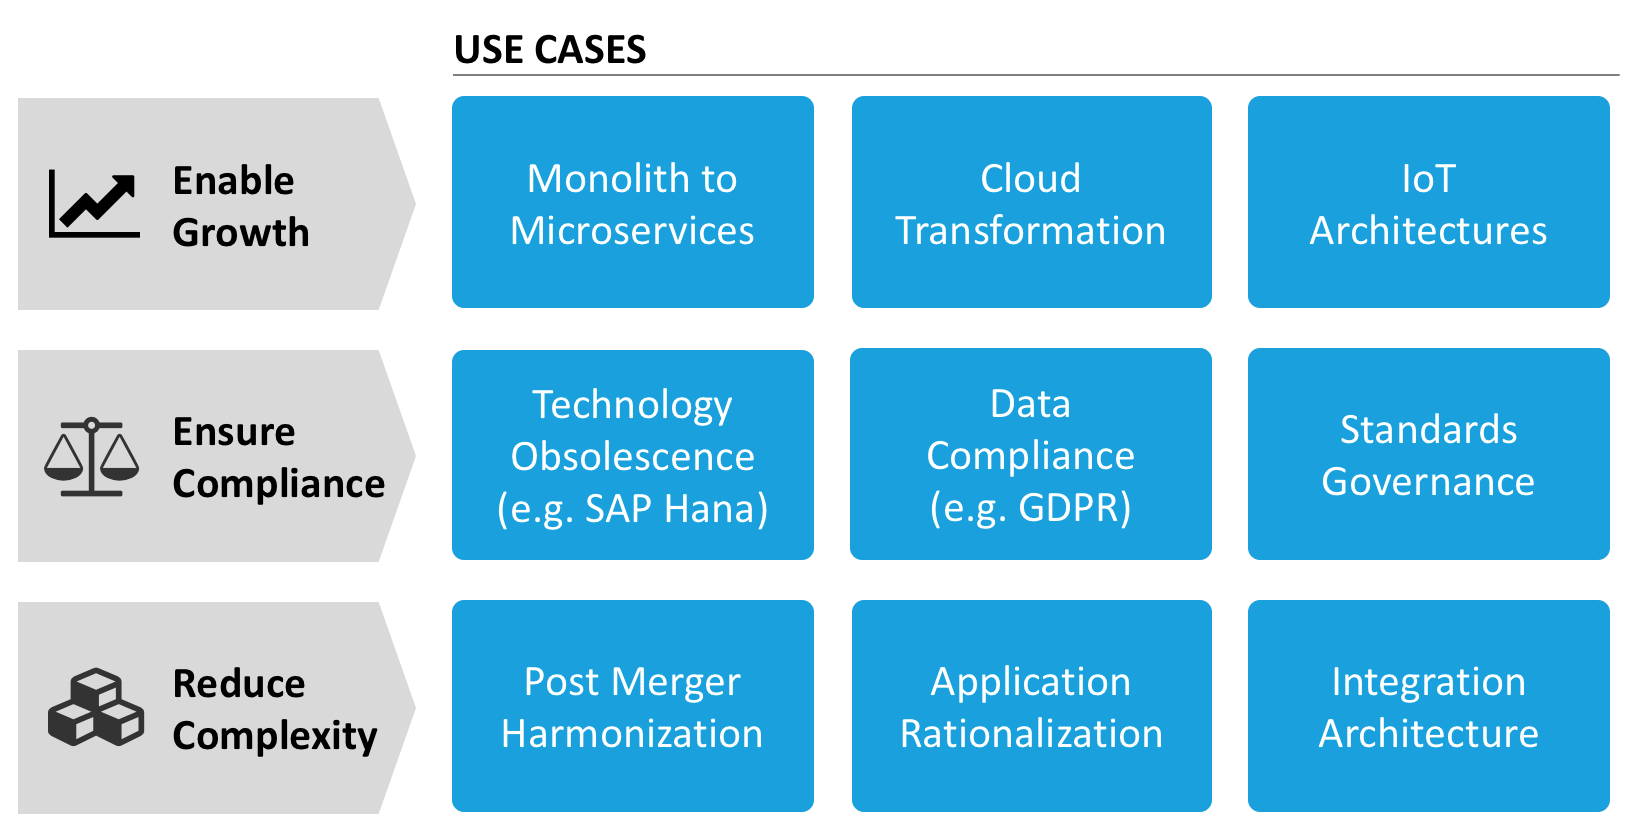 USE CASES
Enable
Growth
Monolith to
Microservices
Cloud
Transformation
IoT
Architectures
Ensure
Compliance
Technology
Obsolescence
(e.g. SAP Hana)
Data
Compliance
(e.g. GDPR)
Standards
Governance
Reduce
Complexity
Post Merger
Harmonization
Application
Rationalization
Integration
Architecture